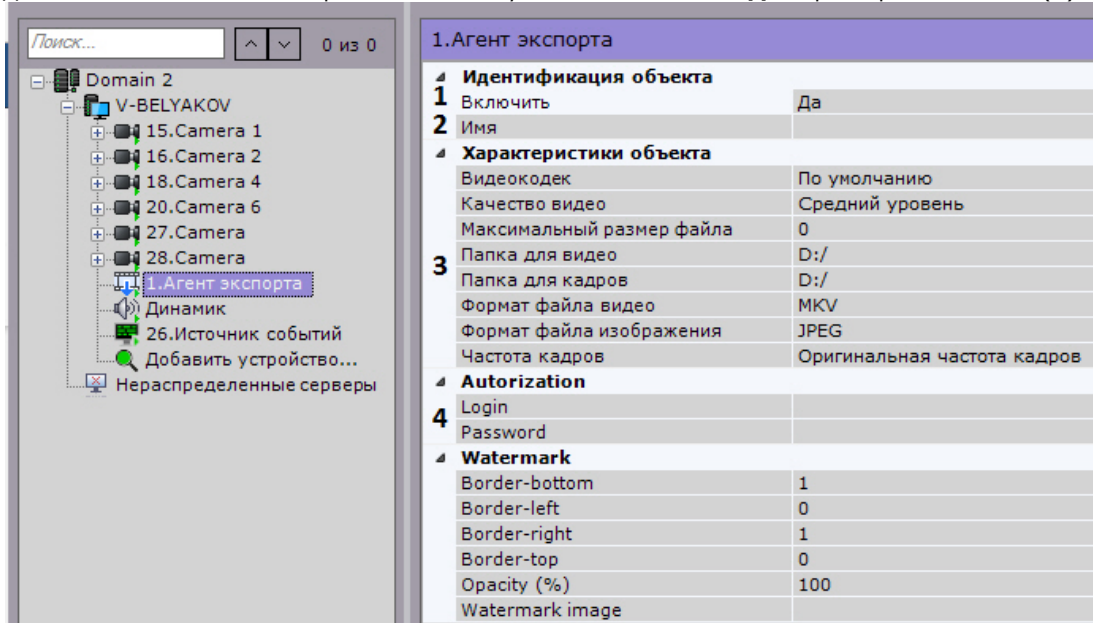 Поиск...
0 из 0
Domain 2
V-BELYAKOV
15.Camera 1
16.Camera 2
18.Camera 4
20.Camera 6
27.Camera
28.Camera
1.Агент экспорта
Динамик
26.Источник событий
Добавить устройство...
Нераспределенные серверы
1.Агент экспорта
Идентификация объекта
1 Включить Да
2 Имя
Характеристики объекта
Видеокодек По умолчанию
Качество видео Средний уровень
Максимальный размер файла 0
3
Папка для видео D:/
Папка для кадров D:/
Формат файла видео MKV
Формат файла изображения JPEG
Частота кадров Оригинальная частота кадров
Autorization
4
Login
Password
Watermark
Border-bottom 1
Border-left 0
Border-right 1
Border-top 0
Opacity (%) 100
Watermark image